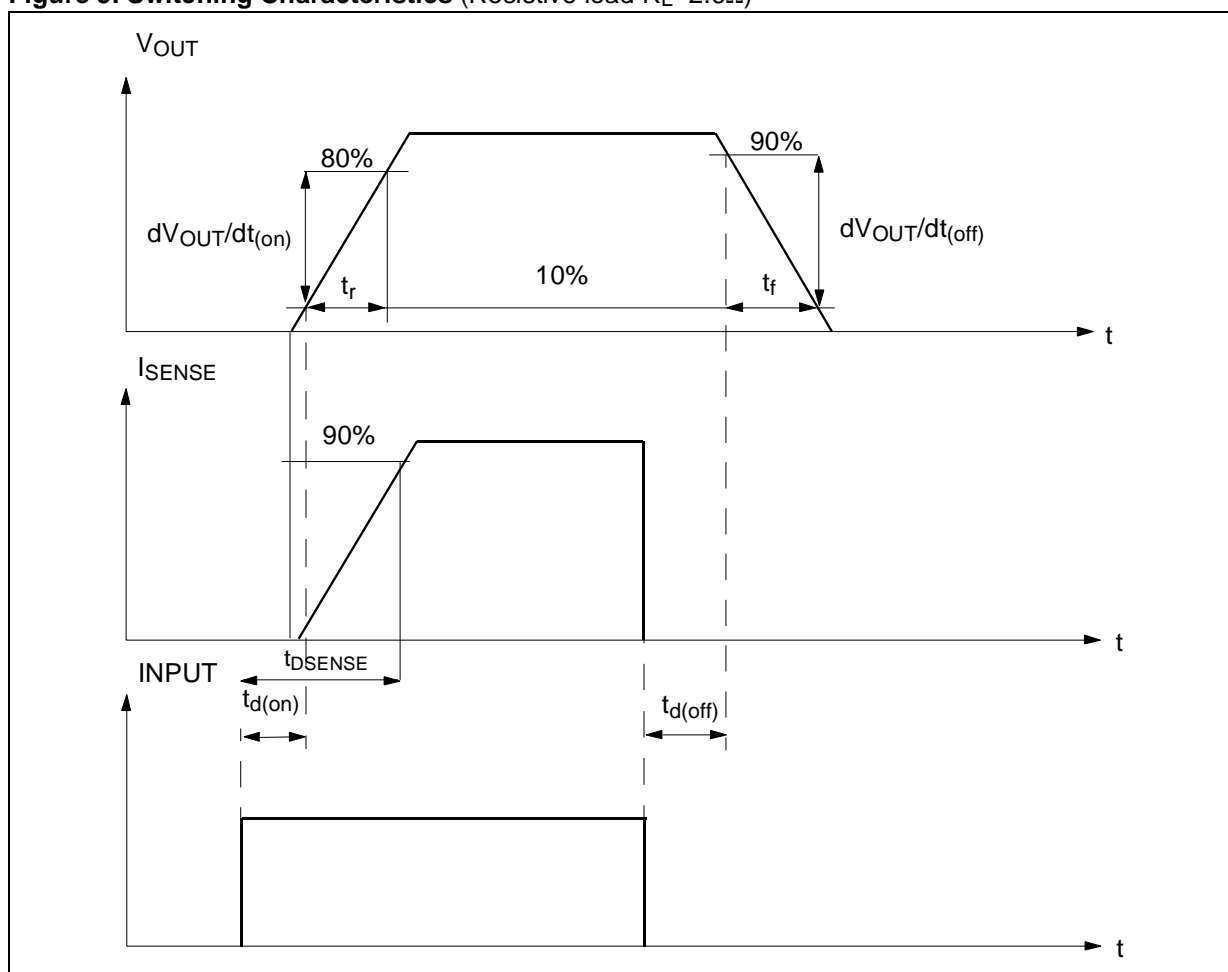 VOUT
80%
90%
dVOUT/dt(on)
dVOUT/dt(off)
tr
10%
tf
t
ISENSE
90%
t
tDSENSE
INPUT
td(on)
td(off)
t